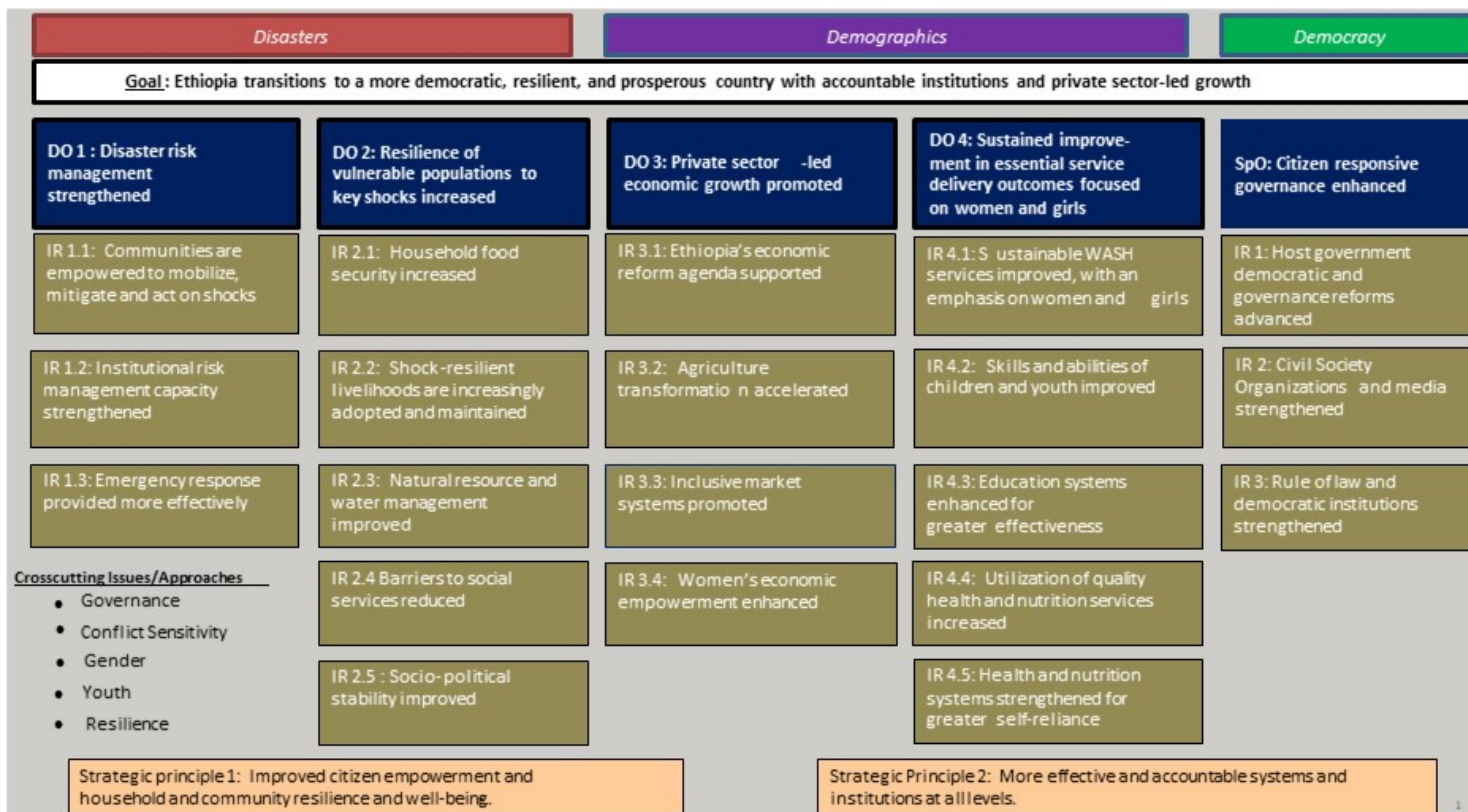 Disasters
Demographics
Democracy
Goal : Ethiopia transitions to a more democratic, resilient, and prosperous country with accountable institutions and private sector-led growth
DO 1 : Disaster risk
management
strengthened
IR 1.1: Communities are
empowered to mobilize,
mitigate and act on shocks
IR 1.2: Institutional risk
management capacity
strengthened
IR 1.3: Emergency response
provided more effectively
DO 2: Resilience of
vulnerable populations to
key shocks increased
IR 2.1: Household food
security increased
IR 2.2: Shock-resilient
livelihoods are increasingly
adopted and maintained
IR 2.3: Natural resource and
water management
improved
IR 2.4 Barriers to social
services reduced
IR 2.5 : Socio-political
stability improved
DO 3: Private sector -led
economic growth promoted
IR 3.1: Ethiopia's economic
reform agenda supported
IR 3.2: Agriculture
transformatio n accelerated
IR 3.3: Inclusive market
systems promoted
IR 3.4: Women's economic
empowerment enhanced
DO 4: Sustained improve-
ment in essential service
delivery outcomes focused
on women and girls
IR 4.1: S ustainable WASH
services improved, with an
emphasis on women and girls
IR 4.2: Skills and abilities of
children and youth improved
IR 4.3: Education systems
enhanced for
greater effectiveness
IR 4.4: Utilization of quality
health and nutrition services
increased
IR 4.5: Health and nutrition
systems strengthened for
greater self-reliance
SpO: Citizen responsive
governance enhanced
IR 1: Host government
democratic and
governance reforms
advanced
IR 2: Civil Society
Organizations and media
strengthened
IR 3: Rule of law and
democratic institutions
strengthened
Crosscutting Issues/Approaches
• Governance
• Conflict Sensitivity
• Gender
• Youth
• Resilience
Strategic principle 1: Improved citizen empowerment and
household and community resilience and well-being.
Strategic Principle 2: More effective and accountable systems and
institutions at all levels.
1